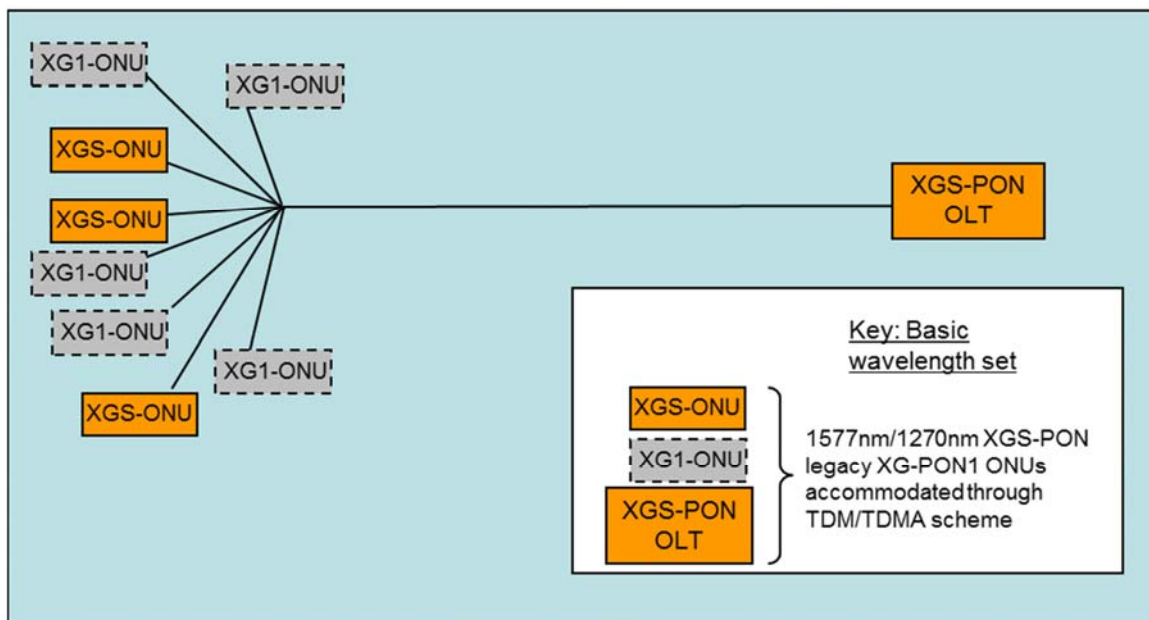 XG1-ONU
XG1-ONU
XGS-ONU
XGS-ONU
XG1-ONU
XG1-ONU
XG1-ONU
XGS-ONU
XGS-PON
OLT
Key: Basic
wavelength set
XGS-ONU
XG1-ONU
XGS-PON
OLT
1577nm/1270nm XGS-PON
legacy XG-PON1 ONUs
accommodated through
TDM/TDMA scheme